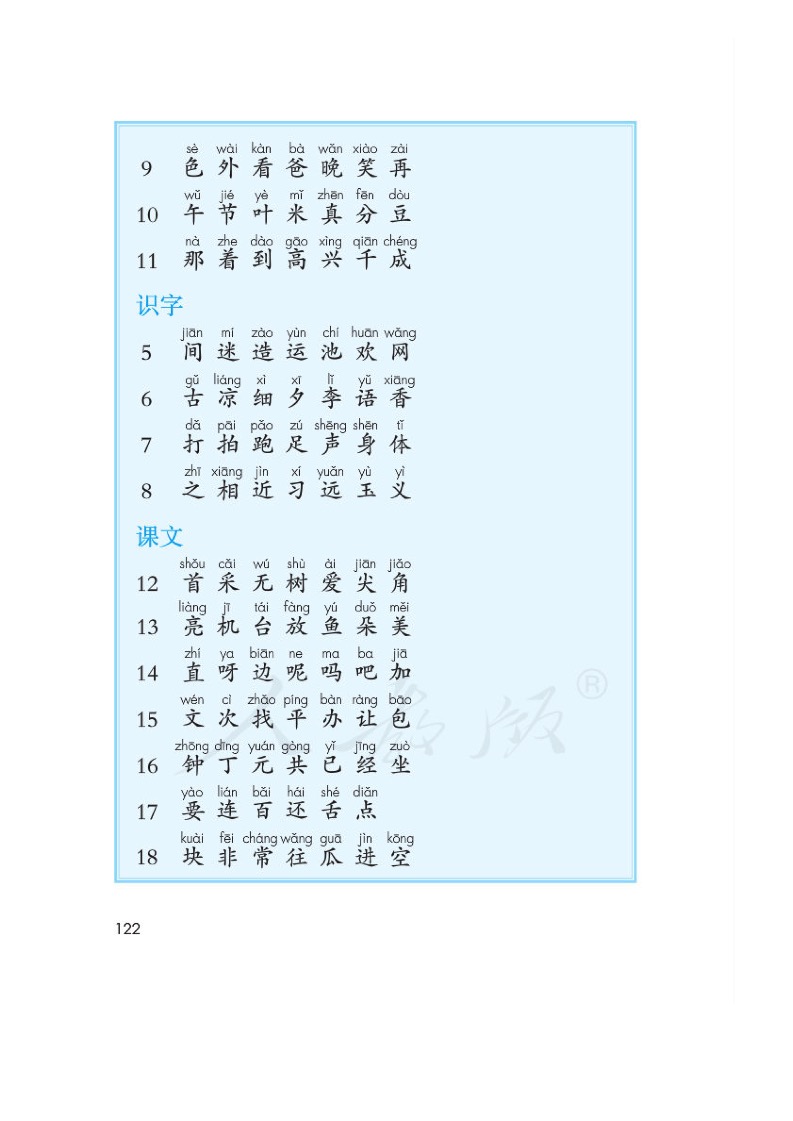 sè wài kàn bà wǎn xiào zài
9 色 外 看 爸 晚 笑 再
wǔ jié yè mǐ zhēn fēn dòu
10 午 节 叶 米 真 分 豆
nà zhe dào gāo xìng qiān chéng
11 那 着 到 高 兴 千 成
识字
jiān mí zào yùn chí huān wǎng
5 间 迷 造 运 池 欢 网
gǔ liáng xì xī lǐ yǔ xiāng
6 古 凉 细 夕 李 语 香
dǎ pāi pǎo zú shēng shēn tǐ
7 打 拍 跑 足 声 身 体
zhī xiāng jìn xí yuǎn yù yì
8 之 相 近 习 远 玉 义
课文
shǒu cǎi wú shù ài jiān jiǎo
12 首 采 无 树 爱 尖 角
liàng jī tái fàng yú duǒ měi
13 亮 机 台 放 鱼 朵 美
zhí ya biān ne ma ba jiā
14 直 呀 边 呢 吗 吧 加
wén cì zhǎo píng bàn ràng bāo
15 文 次 找 平 办 让 包
zhōng dīng yuán gòng yǐ jīng zuò
16 钟 丁 元 共 已 经 坐
yào lián bǎi hái shé diǎn
17 要 连 百 还 舌 点
kuài fēi cháng wǎng guā jìn kōng
18 块 非 常 往 瓜 进 空
人教版®
122